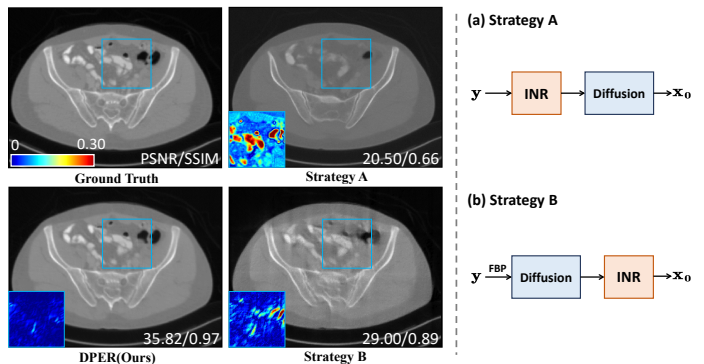 0
0.30
PSNR/SSIM
Ground Truth
20.50/0.66
Strategy A
35.82/0.97
DPER(Ours)
29.00/0.89
Strategy B
(a) Strategy A
y
INR
Diffusion
x₀
(b) Strategy B
y
FBP
Diffusion
INR
x₀